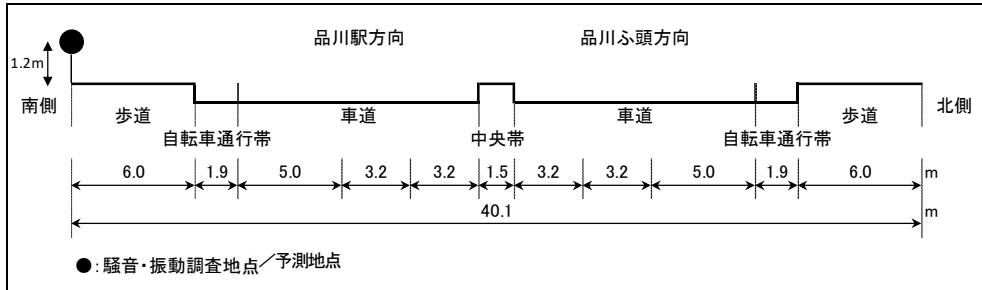 品川駅方向 品川ふ頭方向
1.2m
南側 北側
歩道 車道 車道 歩道
自転車通行帯 中央帯 自転車通行帯
6.0 1.9 5.0 3.2 3.2 1.5 3.2 3.2 5.0 1.9 6.0 m
40.1 m
●:騒音・振動調査地点/予測地点